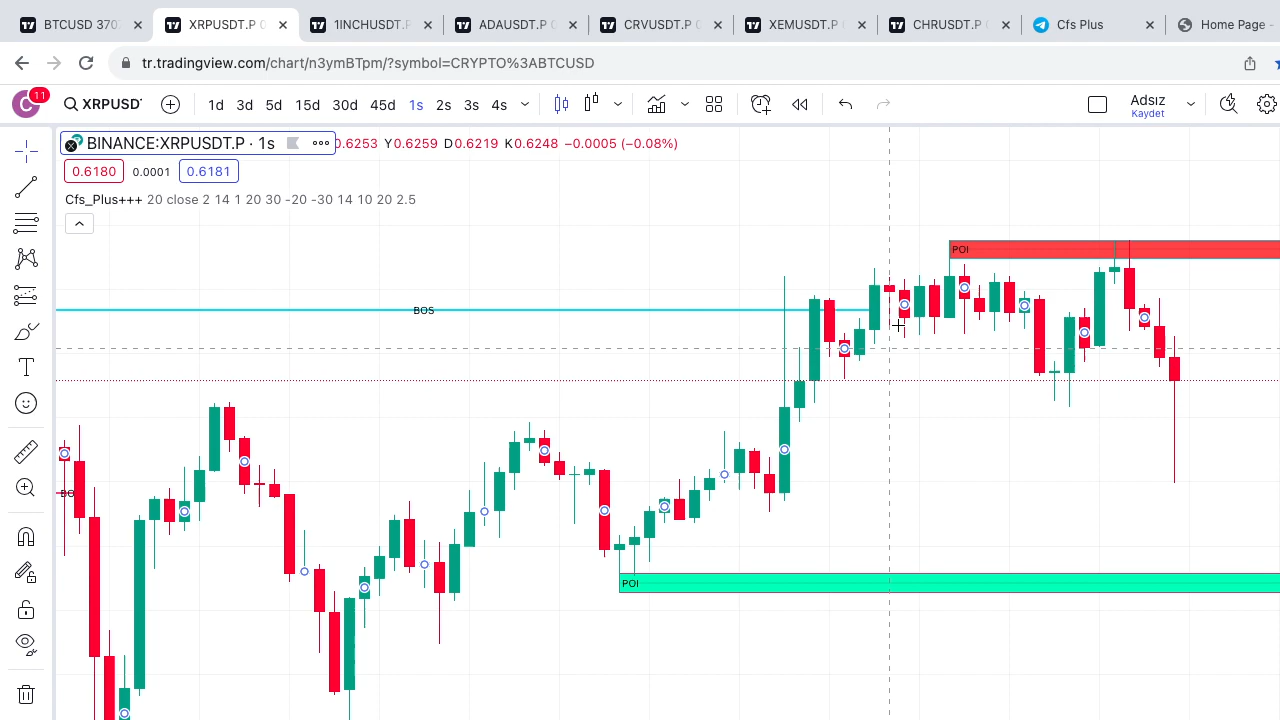 BTCUSD 370 XRPUSDT.P 1INCHUSDT.P ADAUSDT.P CRVUSDT.P XEMUSDT.P CHRUSDT.P Cfs Plus Home Page -
tr.tradingview.com/chart/n3ymBTpm/?symbol=CRYPTO%3ABTCUSD
C 11 XRPUSD 1d 3d 5d 15d 30d 45d 1s 2s 3s 4s Adsız
Kaydet
BINANCE:XRPUSDT.P · 1s 0.6253 Y0.6259 D0.6219 K0.6248 −0.0005 (−0.08%)
0.6180 0.0001 0.6181
Cfs_Plus+++ 20 close 2 14 1 20 30 -20 -30 14 10 20 2.5
POI
BOS
BO
POI